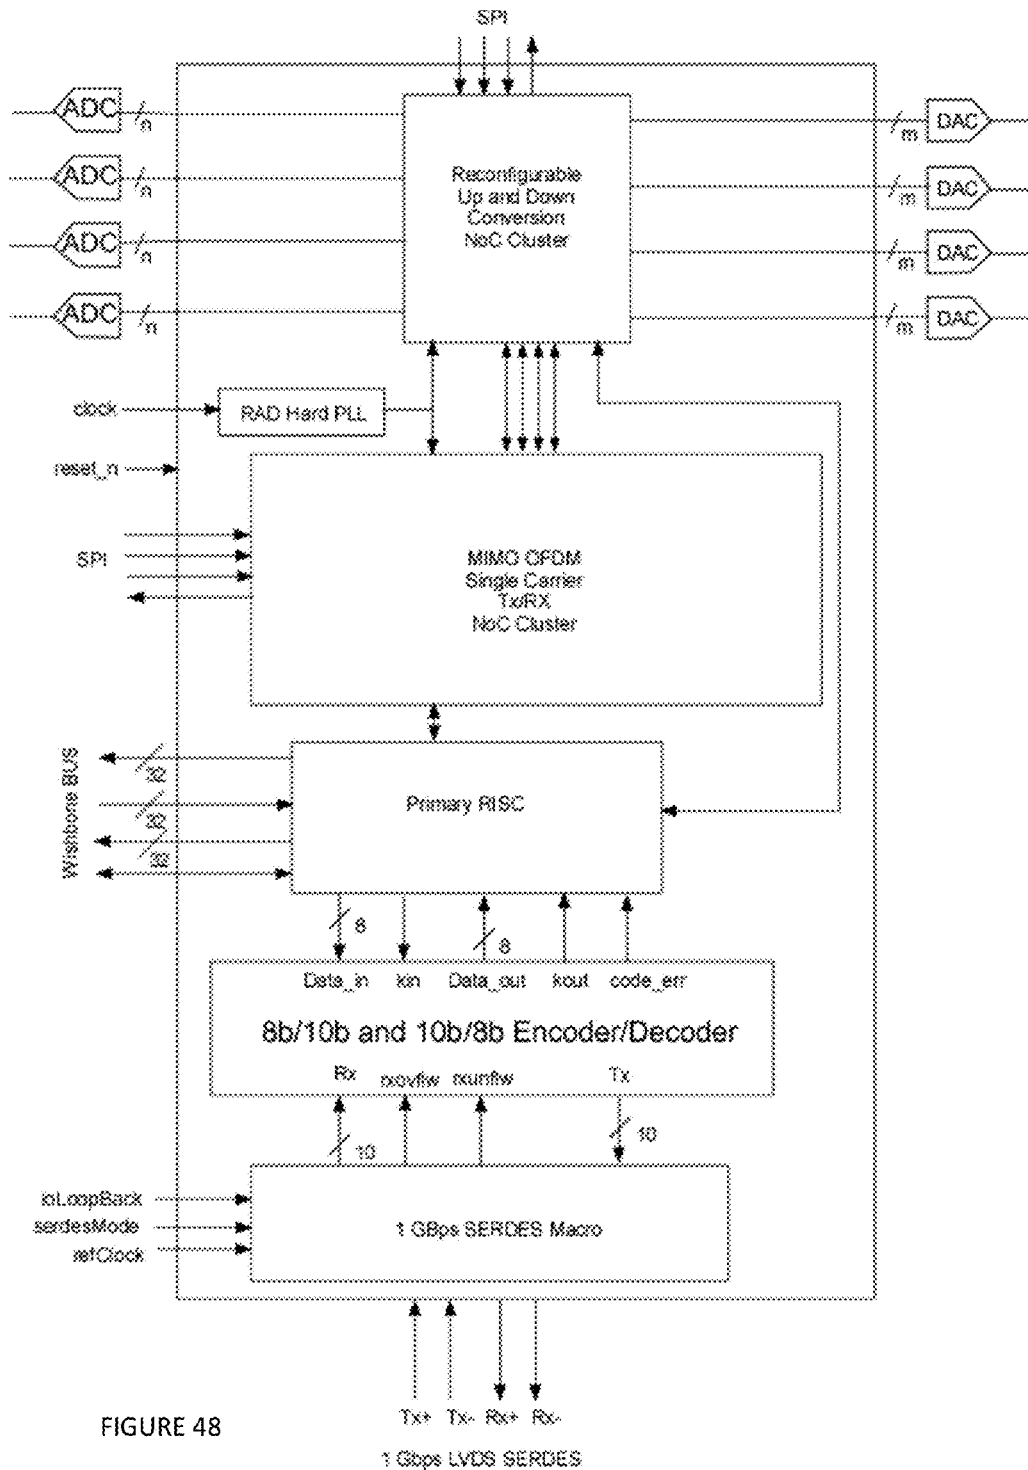 SPI
ADC
n
DAC
m
ADC
n
DAC
m
ADC
n
DAC
m
ADC
n
DAC
m
Reconfigurable
Up and Down
Conversion
NoC Cluster
clock
RAD Hard PLL
reset_n
SPI
MIMO OFDM
Single Carrier
Tx/RX
NoC Cluster
Wishbone BUS
32
32
32
Primary RISC
8
8
Data_in
kin
Data_out
kout
code_err
8b/10b and 10b/8b Encoder/Decoder
Rx
rxovflw
rxunflw
Tx
10
10
ioLoopBack
serdesMode
refClock
1 GBps SERDES Macro
Tx+
Tx-
Rx+
Rx-
FIGURE 48
1 Gbps LVDS SERDES